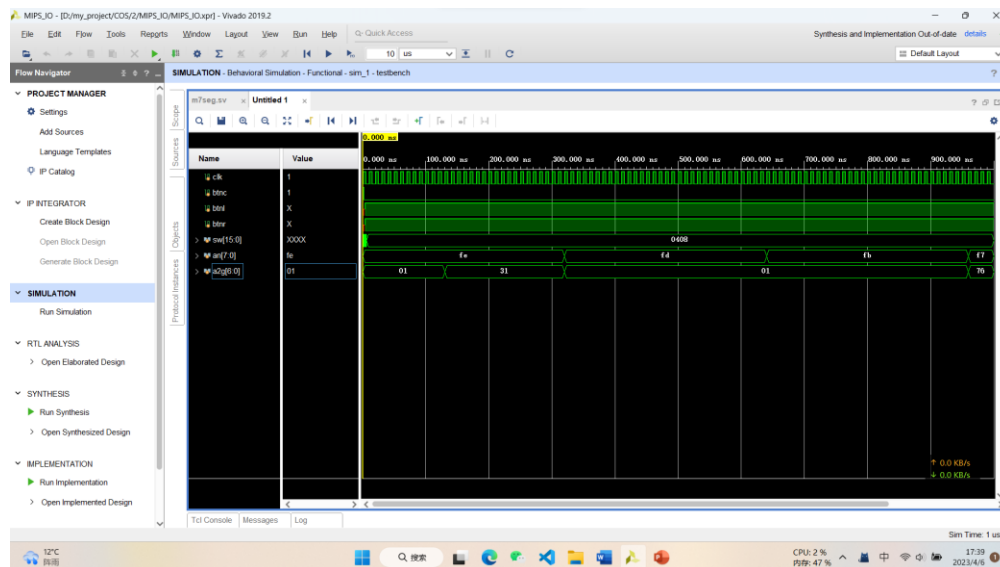 MIPS_IO - [D:/my_project/COS/2/MIPS_IO/MIPS_IO.xpr] - Vivado 2019.2
File Edit Flow Tools Reports Window Layout View Run Help Q- Quick Access
Synthesis and Implementation Out-of-date details
10 us
Default Layout
Flow Navigator
SIMULATION - Behavioral Simulation - Functional - sim_1 - testbench
PROJECT MANAGER
Settings
Add Sources
Language Templates
IP Catalog
IP INTEGRATOR
Create Block Design
Open Block Design
Generate Block Design
SIMULATION
Run Simulation
RTL ANALYSIS
Open Elaborated Design
SYNTHESIS
Run Synthesis
Open Synthesized Design
IMPLEMENTATION
Run Implementation
Open Implemented Design
Scope
Sources
Objects
Protocol Instances
m7seg.sv Untitled 1
0.000 ns
Name Value
0.000 ns 100.000 ns 200.000 ns 300.000 ns 400.000 ns 500.000 ns 600.000 ns 700.000 ns 800.000 ns 900.000 ns
clk 1
btnc 1
btnl X
btnr X
sw[15:0] XXXX 0408
an[7:0] fe fe fd fb f7
a2g[6:0] 01 01 31 01 76
↑ 0.0 KB/s
↓ 0.0 KB/s
Tcl Console Messages Log
Sim Time: 1 us
12°C
阵雨
搜索
CPU: 2 %
内存: 47 %
中
17:39
2023/4/6